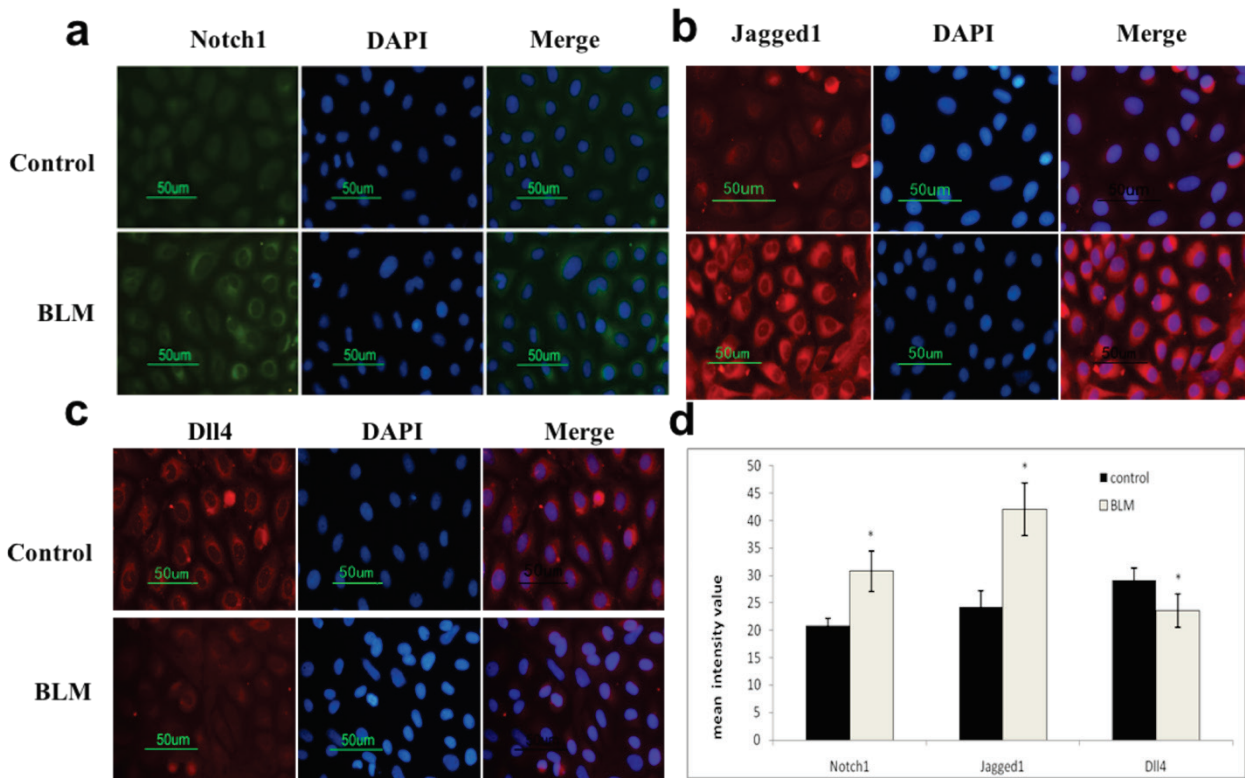 a
Notch1 DAPI Merge
Control
50um 50um 50um
BLM
50um 50um 50um
b
Jagged1 DAPI Merge
50um 50um 50um
50um 50um 50um
c
Dll4 DAPI Merge
Control
50um 50um 50um
BLM
50um 50um 50um
d
mean intensity value
50
45
40
35
30
25
20
15
10
5
0
control
BLM
* * *
Notch1 Jagged1 Dll4